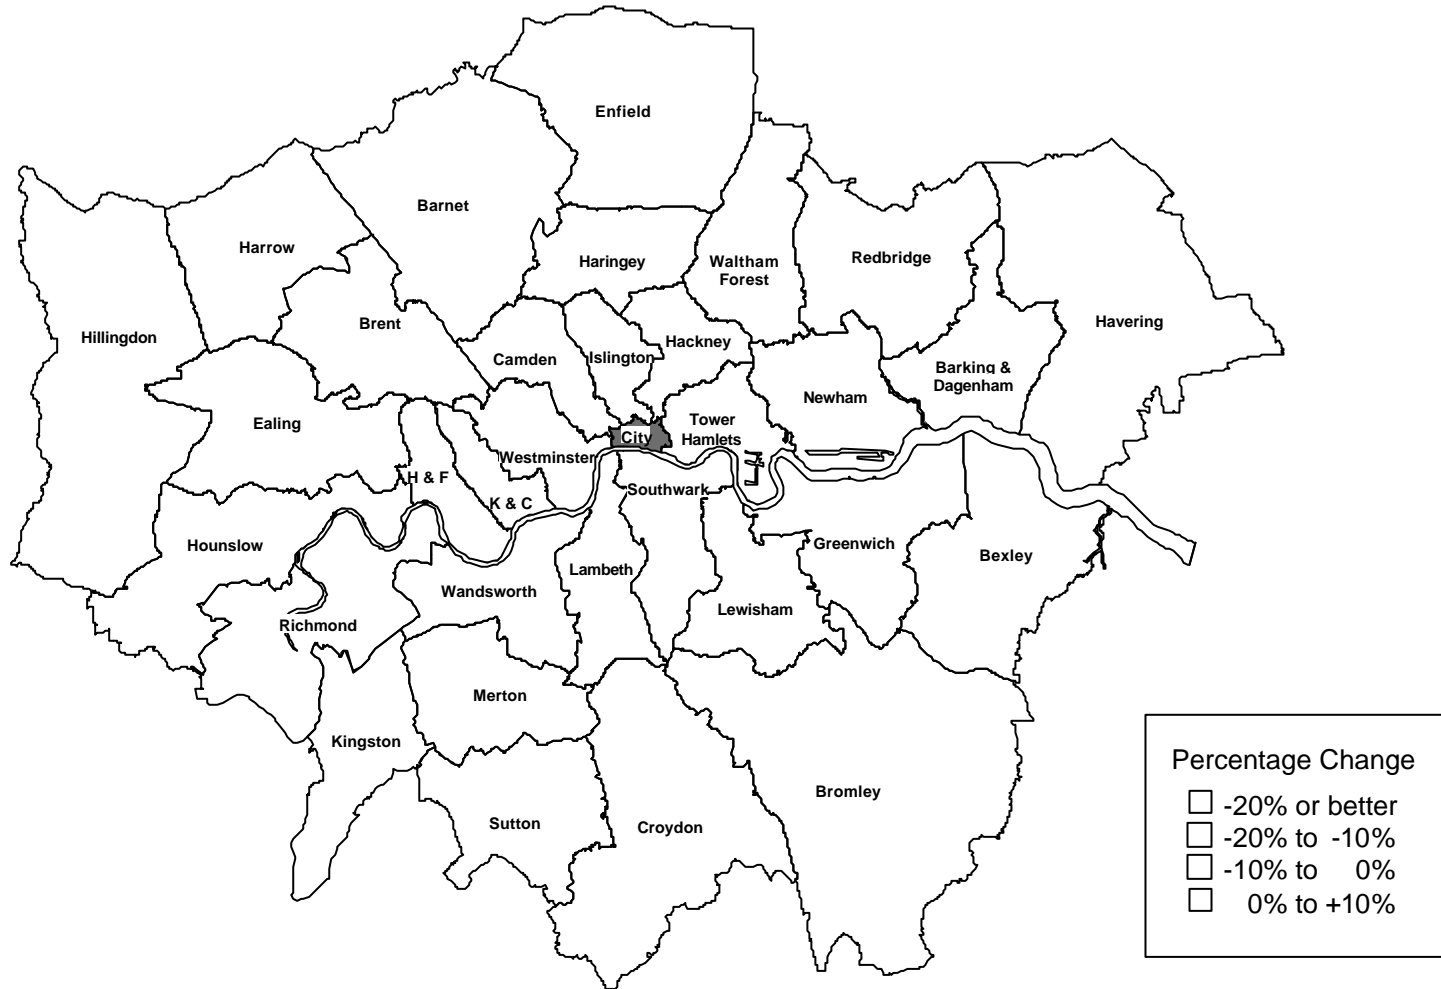 Enfield
Barnet
Harrow
Haringey
Waltham
Forest
Redbridge
Hillingdon
Brent
Havering
Camden
Islington
Hackney
Barking &
Dagenham
Newham
Ealing
Tower
Hamlets
City
Westminster
H & F
K & C
Southwark
Hounslow
Greenwich
Bexley
Lambeth
Wandsworth
Lewisham
Richmond
Merton
Kingston
Bromley
Sutton
Croydon
Percentage Change
-20% or better
-20% to -10%
-10% to 0%
0% to +10%